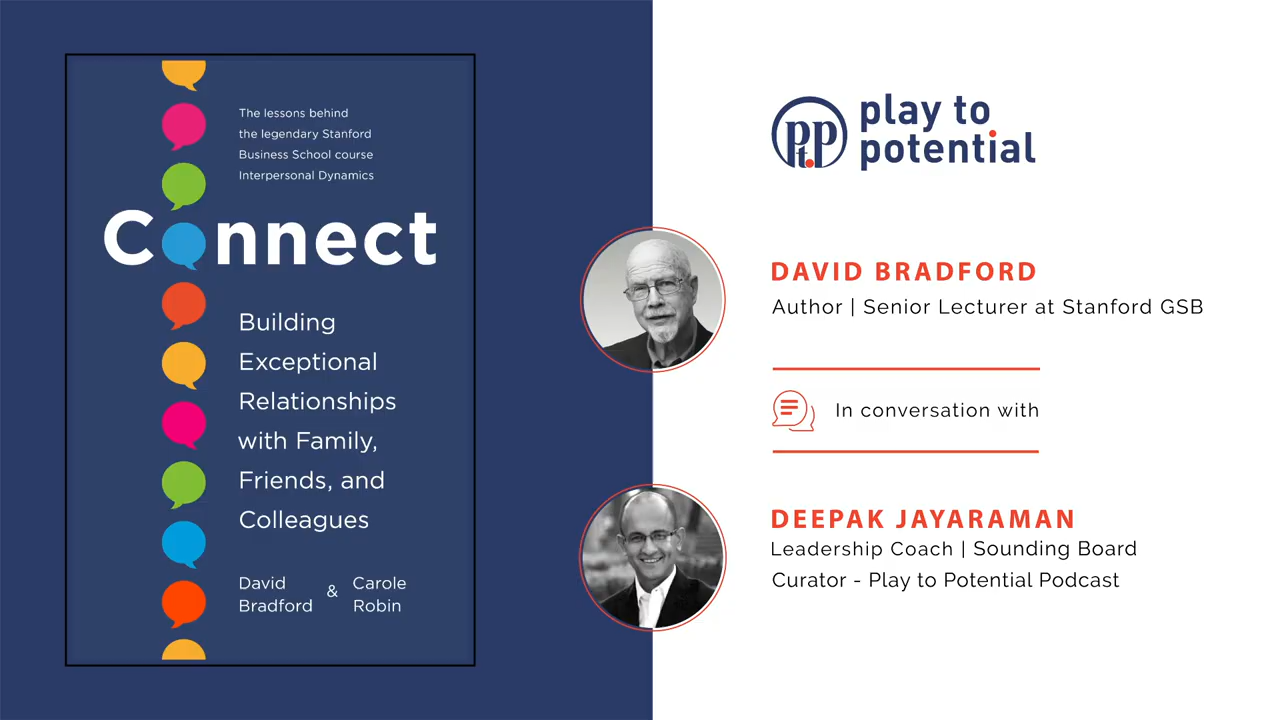 The lessons behind
the legendary Stanford
Business School course
Interpersonal Dynamics
Connect
Building
Exceptional
Relationships
with Family,
Friends, and
Colleagues
David
Bradford
&
Carole
Robin
ptp
play to
potential
DAVID BRADFORD
Author | Senior Lecturer at Stanford GSB
In conversation with
DEEPAK JAYARAMAN
Leadership Coach | Sounding Board
Curator - Play to Potential Podcast